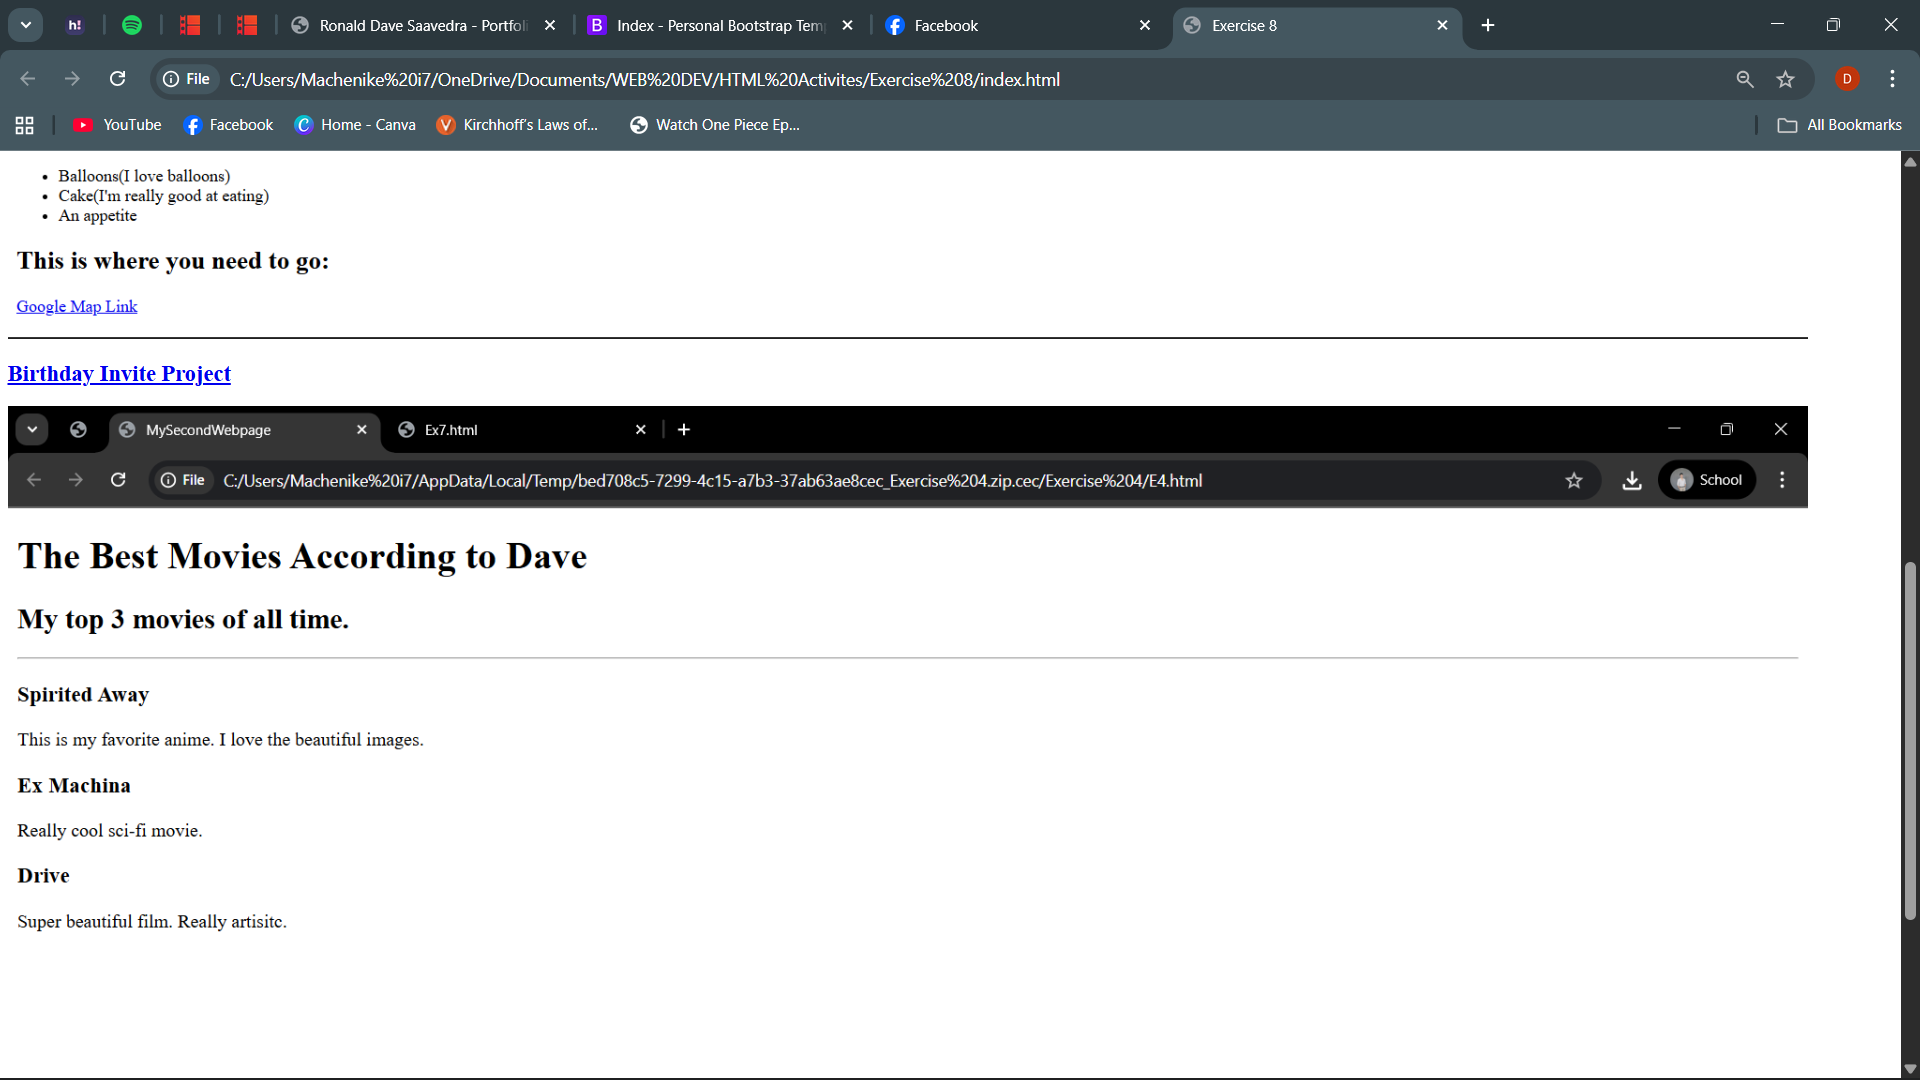 h!
Ronald Dave Saavedra - Portfoli
B
Index - Personal Bootstrap Tem
Facebook
Exercise 8
File
C:/Users/Machenike%20i7/OneDrive/Documents/WEB%20DEV/HTML%20Activites/Exercise%208/index.html
D
YouTube
Facebook
Home - Canva
Kirchhoff's Laws of...
Watch One Piece Ep...
All Bookmarks
• Balloons(I love balloons)
• Cake(I'm really good at eating)
• An appetite
This is where you need to go:
Google Map Link
Birthday Invite Project
MySecondWebpage
Ex7.html
File
C:/Users/Machenike%20i7/AppData/Local/Temp/bed708c5-7299-4c15-a7b3-37ab63ae8cec_Exercise%204.zip.cec/Exercise%204/E4.html
School
The Best Movies According to Dave
My top 3 movies of all time.
Spirited Away
This is my favorite anime. I love the beautiful images.
Ex Machina
Really cool sci-fi movie.
Drive
Super beautiful film. Really artisitc.